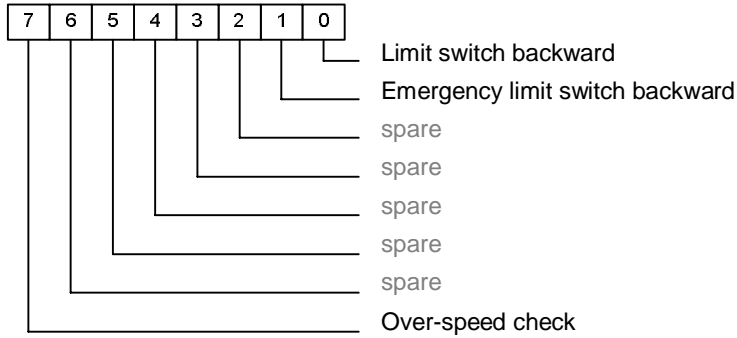 7 6 5 4 3 2 1 0
Limit switch backward
Emergency limit switch backward
spare
spare
spare
spare
spare
Over-speed check